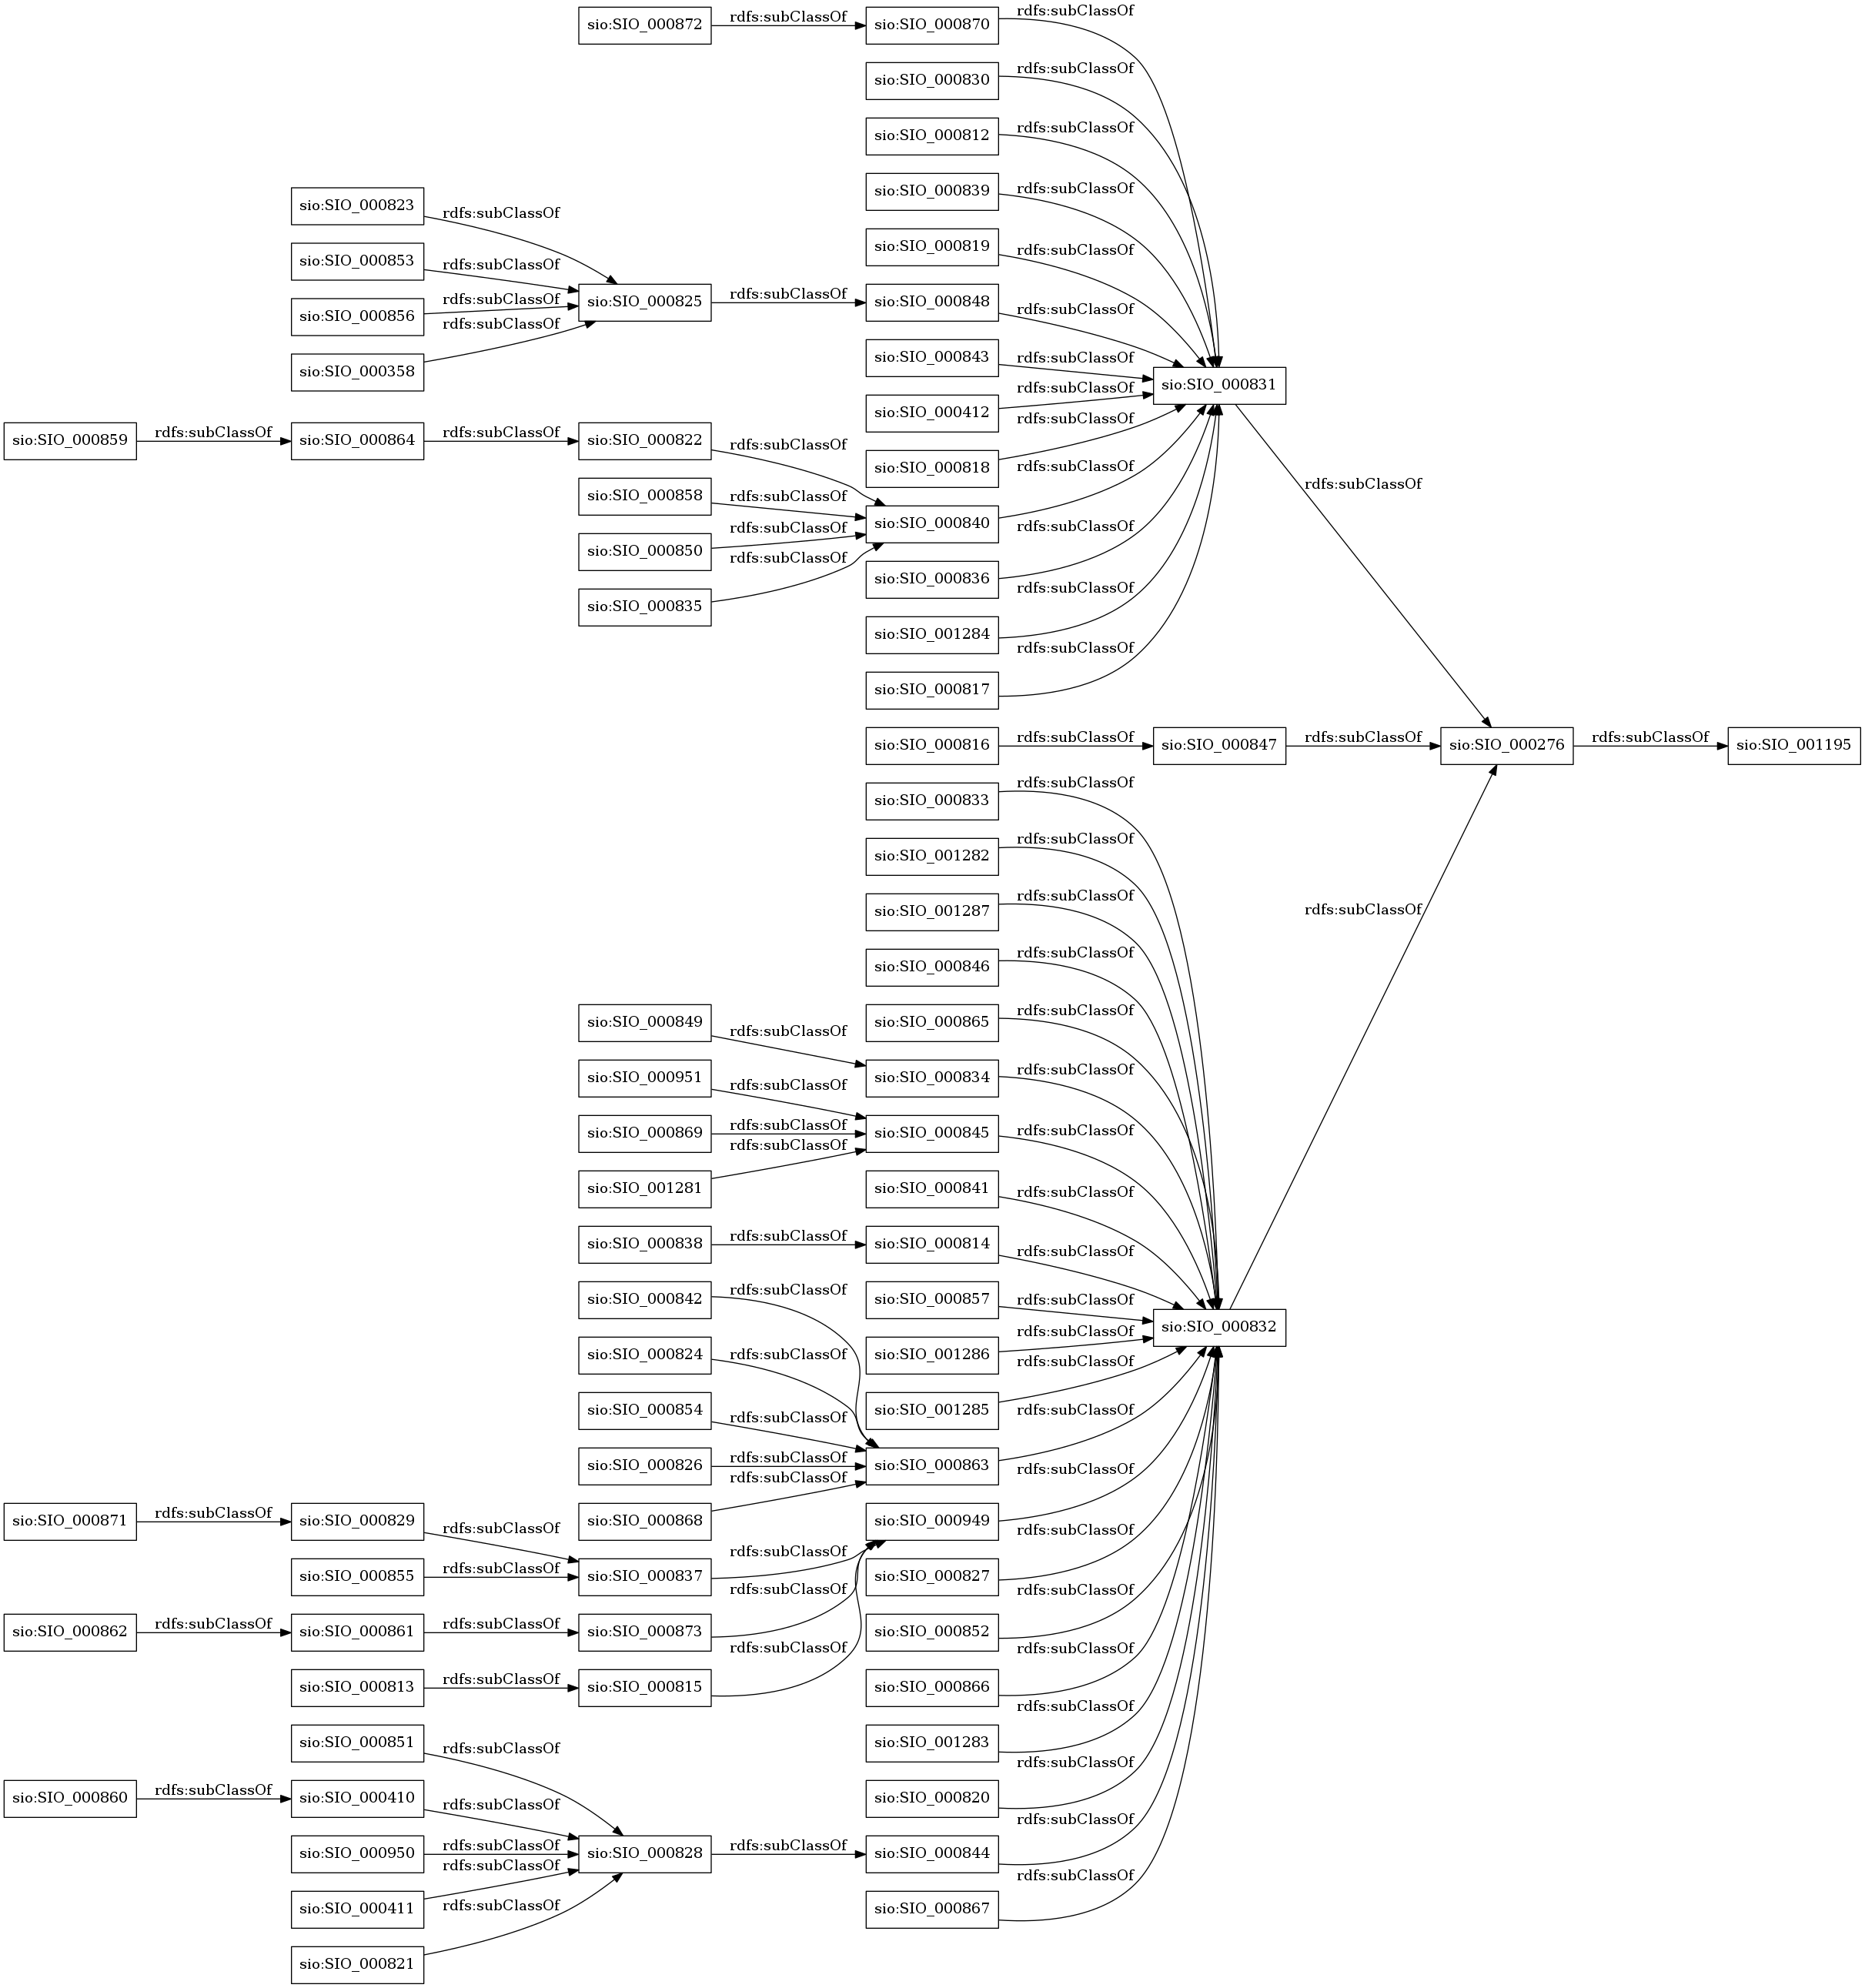 sio:SIO_000872 rdfs:subClassOf sio:SIO_000870 rdfs:subClassOf
sio:SIO_000830 rdfs:subClassOf
sio:SIO_000812 rdfs:subClassOf
sio:SIO_000839 rdfs:subClassOf
sio:SIO_000823 rdfs:subClassOf
sio:SIO_000819 rdfs:subClassOf
sio:SIO_000853 rdfs:subClassOf
sio:SIO_000856 rdfs:subClassOf sio:SIO_000825 rdfs:subClassOf sio:SIO_000848 rdfs:subClassOf
sio:SIO_000358 rdfs:subClassOf
sio:SIO_000843 rdfs:subClassOf
sio:SIO_000412 rdfs:subClassOf sio:SIO_000831 rdfs:subClassOf
sio:SIO_000818 rdfs:subClassOf
sio:SIO_000859 rdfs:subClassOf sio:SIO_000864 rdfs:subClassOf sio:SIO_000822 rdfs:subClassOf
sio:SIO_000858 rdfs:subClassOf sio:SIO_000840 rdfs:subClassOf
sio:SIO_000850 rdfs:subClassOf
sio:SIO_000835 rdfs:subClassOf
sio:SIO_000836 rdfs:subClassOf
sio:SIO_001284 rdfs:subClassOf
sio:SIO_000817 rdfs:subClassOf
sio:SIO_000816 rdfs:subClassOf sio:SIO_000847 rdfs:subClassOf sio:SIO_000276 rdfs:subClassOf sio:SIO_001195
sio:SIO_000833 rdfs:subClassOf
sio:SIO_001282 rdfs:subClassOf
sio:SIO_001287 rdfs:subClassOf
sio:SIO_000846 rdfs:subClassOf
sio:SIO_000865 rdfs:subClassOf
sio:SIO_000849 rdfs:subClassOf sio:SIO_000834 rdfs:subClassOf
sio:SIO_000951 rdfs:subClassOf
sio:SIO_000869 rdfs:subClassOf sio:SIO_000845 rdfs:subClassOf
sio:SIO_001281 rdfs:subClassOf
sio:SIO_000841 rdfs:subClassOf
sio:SIO_000838 rdfs:subClassOf sio:SIO_000814 rdfs:subClassOf
sio:SIO_000857 rdfs:subClassOf sio:SIO_000832 rdfs:subClassOf
sio:SIO_001286 rdfs:subClassOf
sio:SIO_001285 rdfs:subClassOf
sio:SIO_000842 rdfs:subClassOf
sio:SIO_000824 rdfs:subClassOf
sio:SIO_000854 rdfs:subClassOf
sio:SIO_000826 rdfs:subClassOf sio:SIO_000863 rdfs:subClassOf
sio:SIO_000868 rdfs:subClassOf
sio:SIO_000949 rdfs:subClassOf
sio:SIO_000871 rdfs:subClassOf sio:SIO_000829 rdfs:subClassOf
sio:SIO_000855 rdfs:subClassOf sio:SIO_000837 rdfs:subClassOf
sio:SIO_000827 rdfs:subClassOf
sio:SIO_000862 rdfs:subClassOf sio:SIO_000861 rdfs:subClassOf sio:SIO_000873 rdfs:subClassOf
sio:SIO_000852 rdfs:subClassOf
sio:SIO_000813 rdfs:subClassOf sio:SIO_000815 rdfs:subClassOf
sio:SIO_000866 rdfs:subClassOf
sio:SIO_000851 rdfs:subClassOf
sio:SIO_001283 rdfs:subClassOf
sio:SIO_000860 rdfs:subClassOf sio:SIO_000410 rdfs:subClassOf
sio:SIO_000820 rdfs:subClassOf
sio:SIO_000950 rdfs:subClassOf sio:SIO_000828 rdfs:subClassOf sio:SIO_000844 rdfs:subClassOf
sio:SIO_000411 rdfs:subClassOf
sio:SIO_000867 rdfs:subClassOf
sio:SIO_000821 rdfs:subClassOf